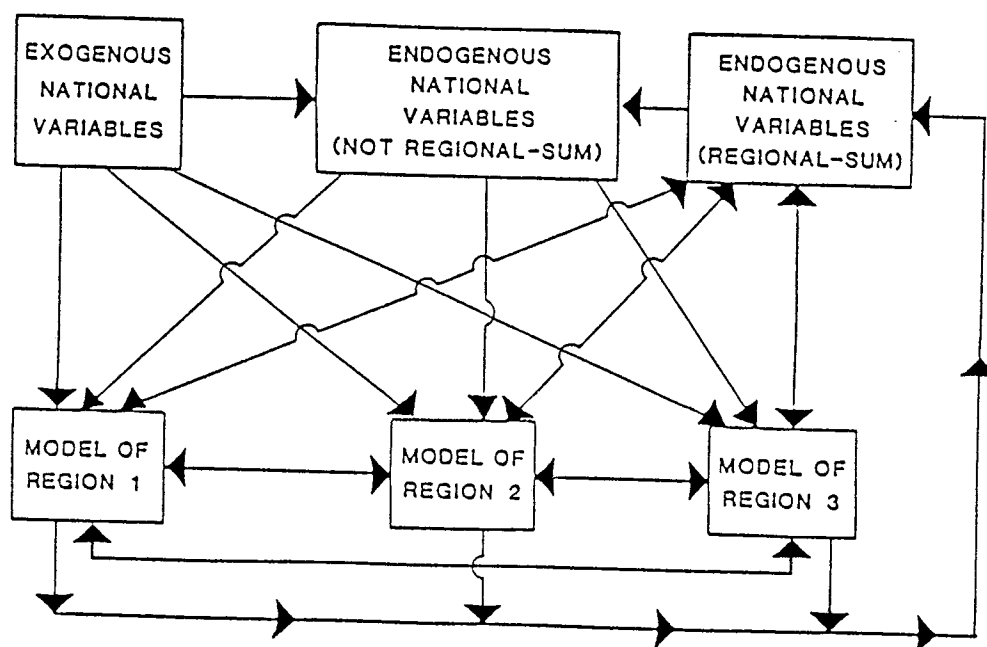 EXOGENOUS
NATIONAL
VARIABLES
ENDOGENOUS
NATIONAL
VARIABLES
(NOT REGIONAL-SUM)
ENDOGENOUS
NATIONAL
VARIABLES
(REGIONAL-SUM)
MODEL OF
REGION 1
MODEL OF
REGION 2
MODEL OF
REGION 3